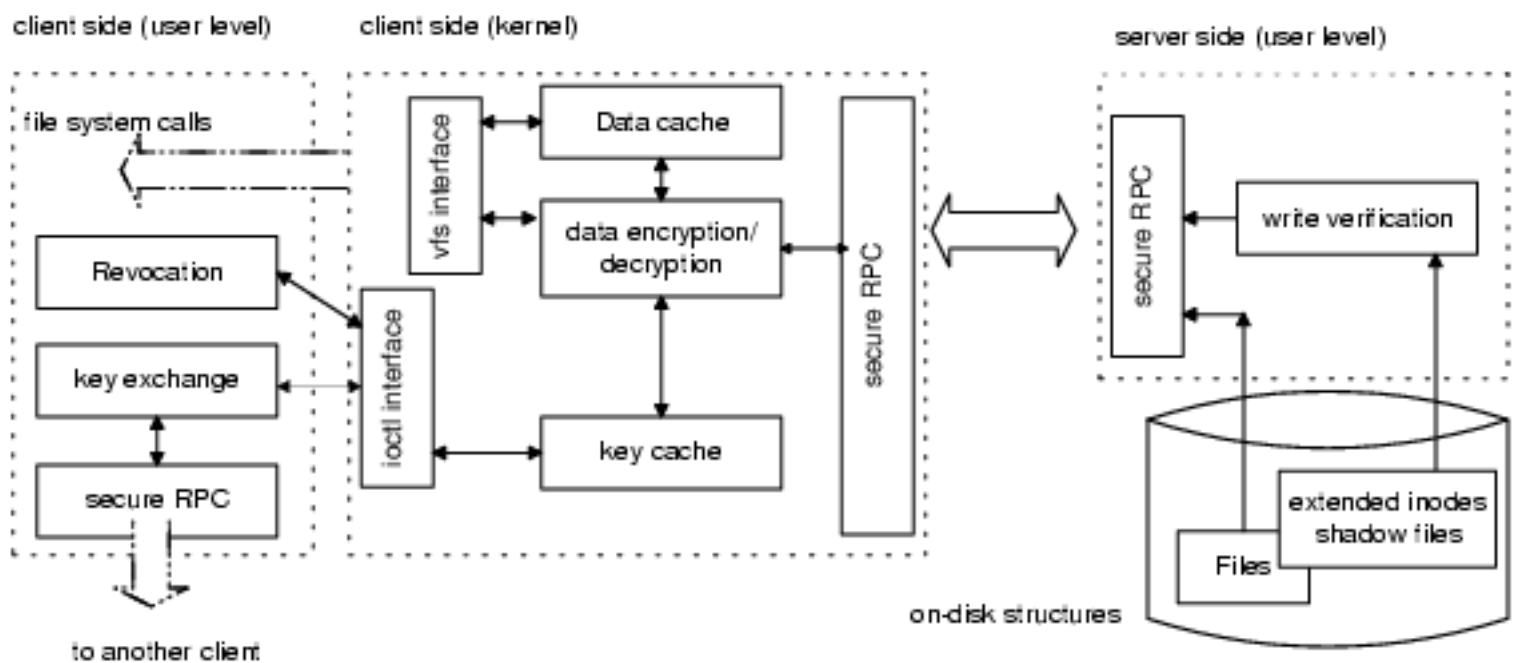 client side (user level)
client side (kernel)
server side (user level)
file system calls
Revocation
key exchange
secure RPC
to another client
vfs interface
ioctl interface
Data cache
data encryption/
decryption
key cache
secure RPC
secure RPC
write verification
extended inodes
shadow files
Files
on-disk structures